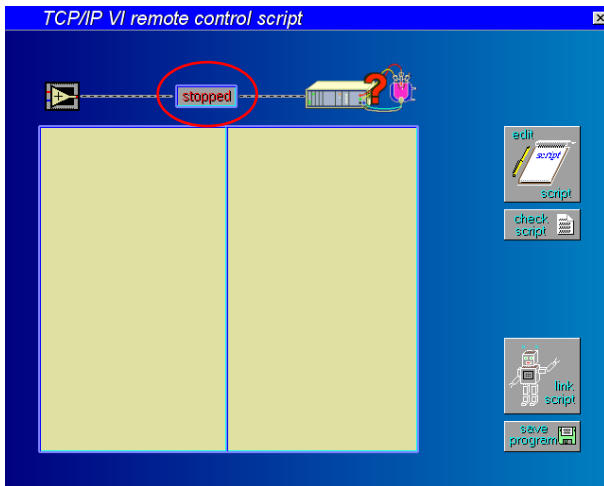 TCP/IP VI remote control script
stopped
?
edit
script
script
check
script
link
script
save
program